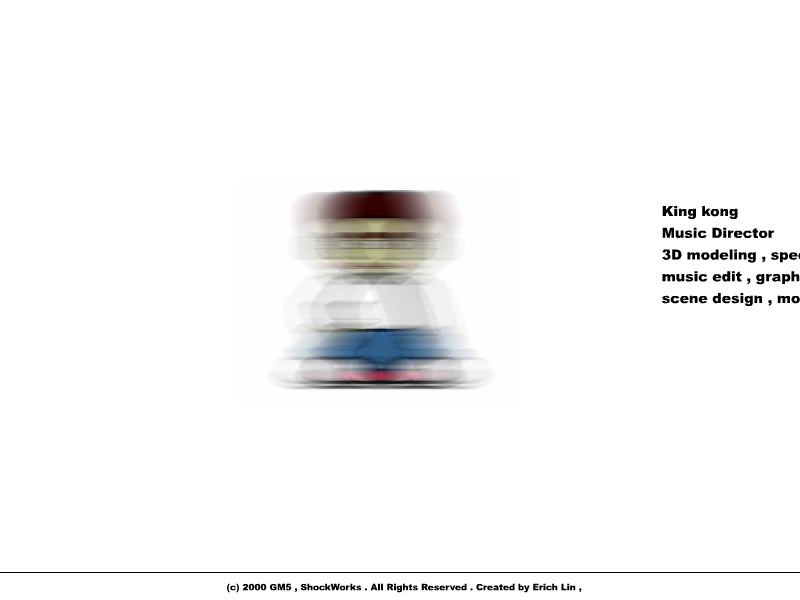 King kong
Music Director
3D modeling , spec
music edit , graph
scene design , mo
(c) 2000 GM5 , ShockWorks . All Rights Reserved . Created by Erich Lin ,